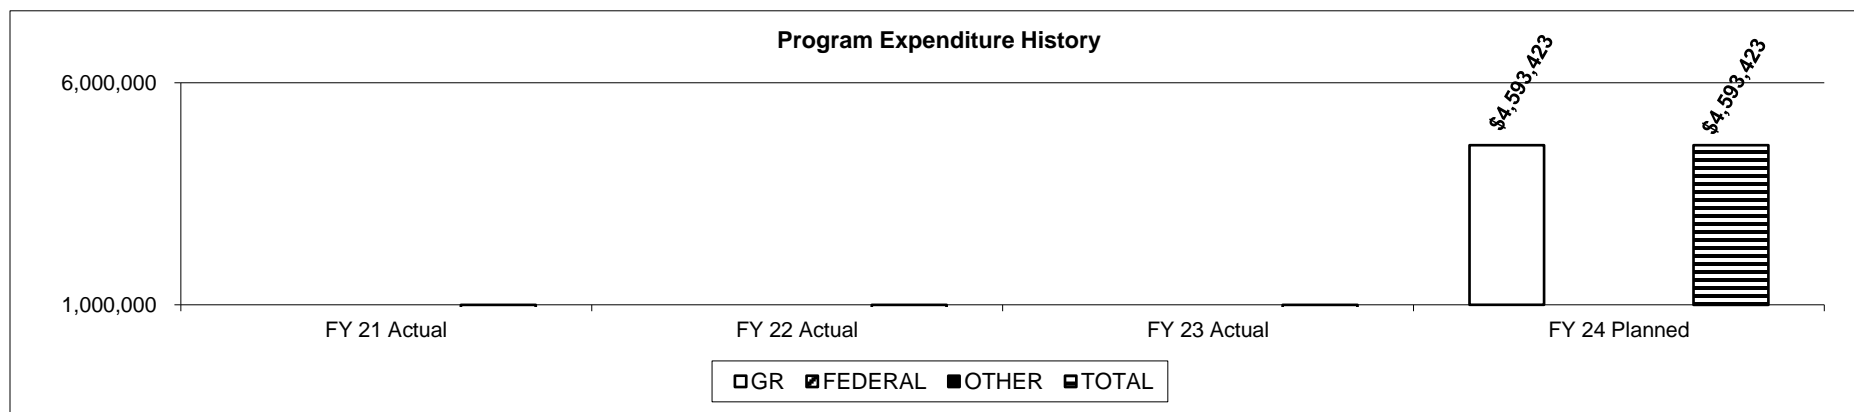 Program Expenditure History
6,000,000
$4,593,423
$4,593,423
1,000,000
FY 21 Actual
FY 22 Actual
FY 23 Actual
FY 24 Planned
GR FEDERAL OTHER TOTAL